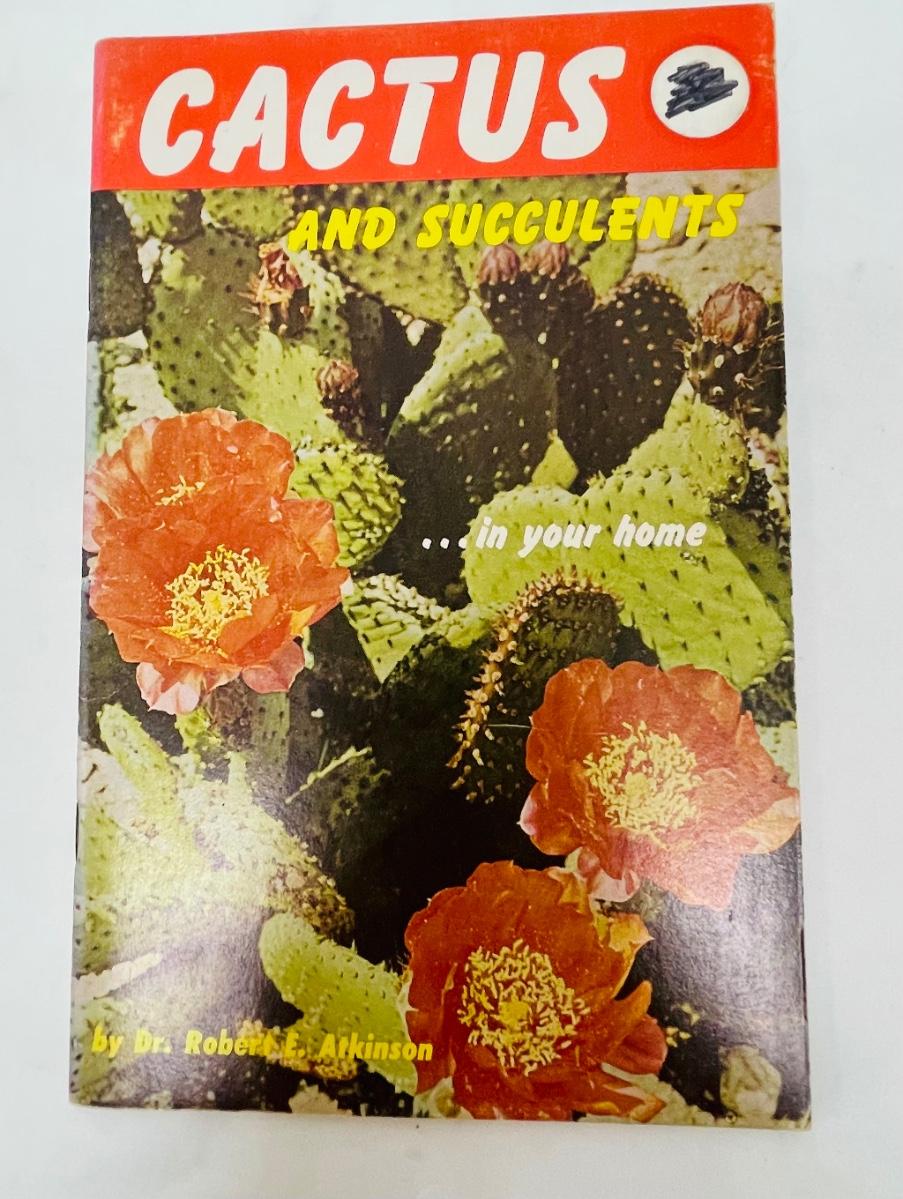 CACTUS
AND SUCCULENTS
...in your home
by Dr. Robert E. Atkinson